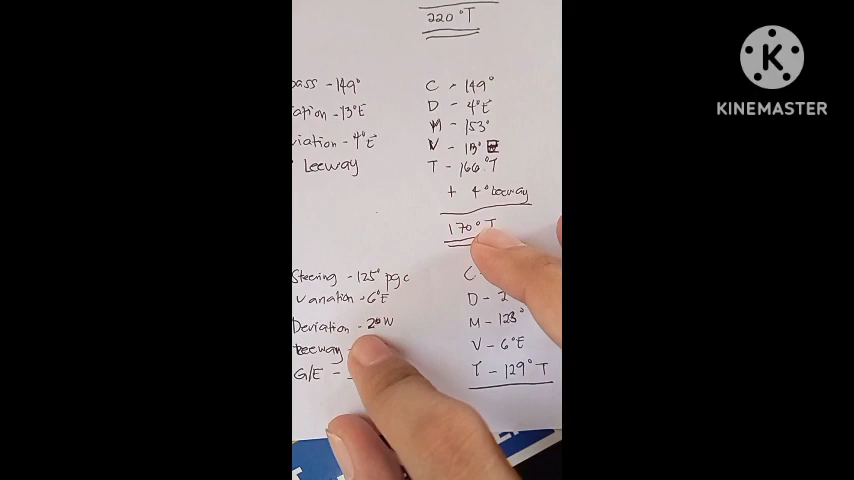 220°T
pass - 149°
ation - 13°E
viation - 4°E
Leeway
C - 149°
D - 4°E
M - 153°
V - 13° E
T - 166°T
+ 4° Leeway
170°T
Steering - 125° pgc
Variation - 6°E
Deviation - 2° W
Leeway -
G/E -
C -
D - 2
M - 123°
V - 6°E
T - 129° T
K
KINEMASTER